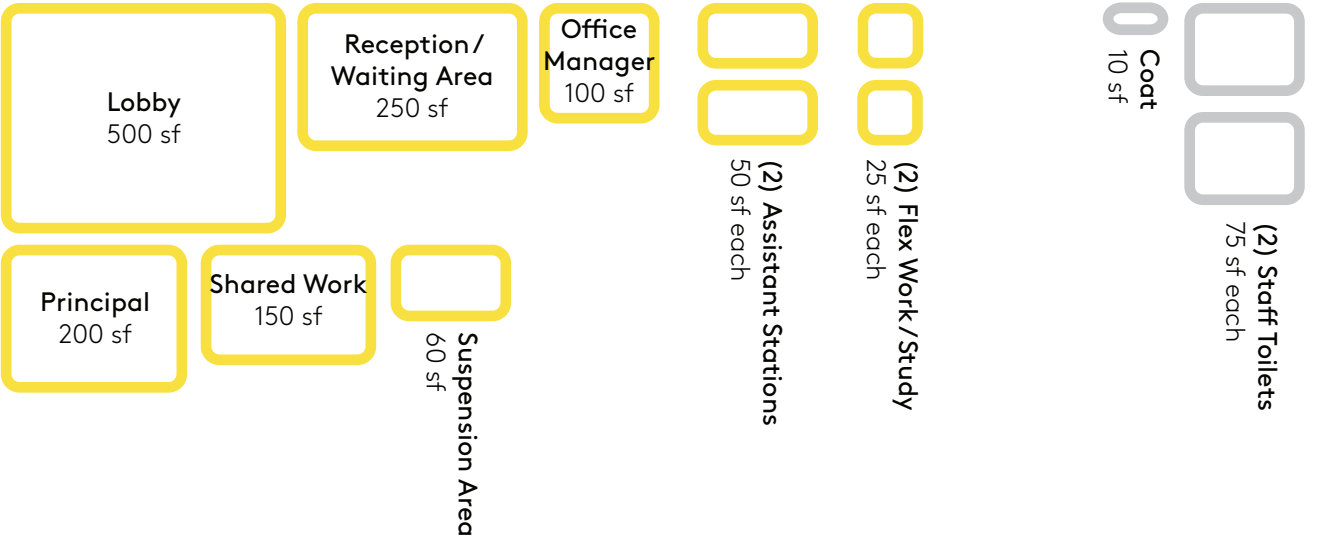 Lobby
500 sf
Reception/
Waiting Area
250 sf
Office
Manager
100 sf
(2) Assistant Stations
50 sf each
(2) Flex Work/Study
25 sf each
Coat
10 sf
(2) Staff Toilets
75 sf each
Principal
200 sf
Shared Work
150 sf
Suspension Area
60 sf